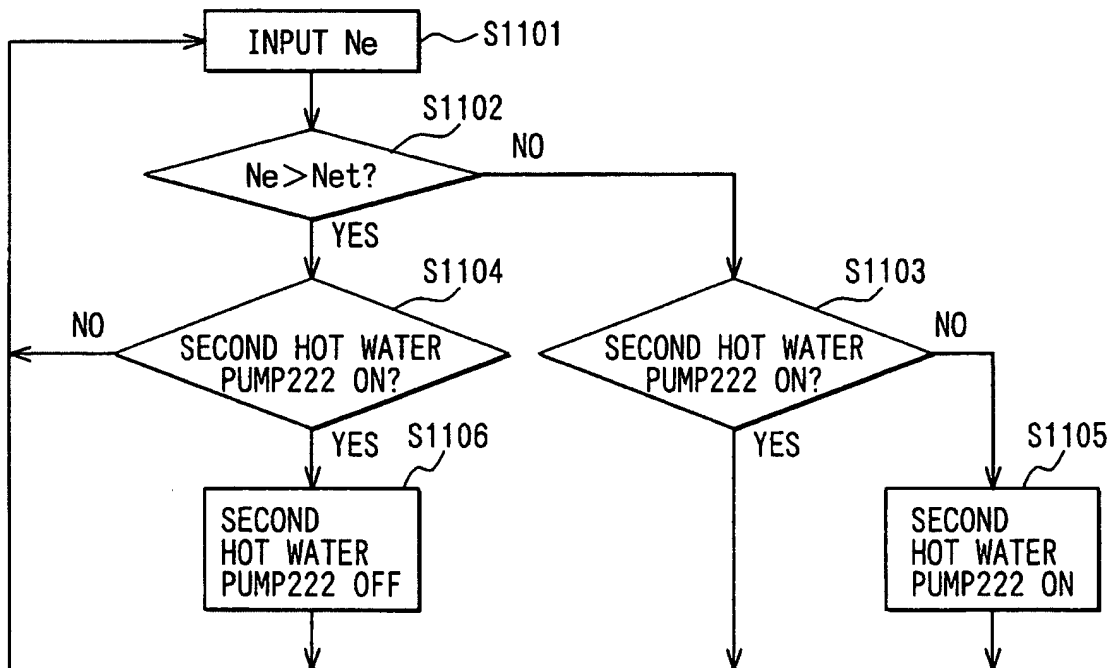 INPUT Ne
S1101
S1102
Ne>Net?
NO
YES
S1104
S1103
NO
SECOND HOT WATER
PUMP222 ON?
SECOND HOT WATER
PUMP222 ON?
NO
YES
S1106
YES
S1105
SECOND
HOT WATER
PUMP222 OFF
SECOND
HOT WATER
PUMP222 ON